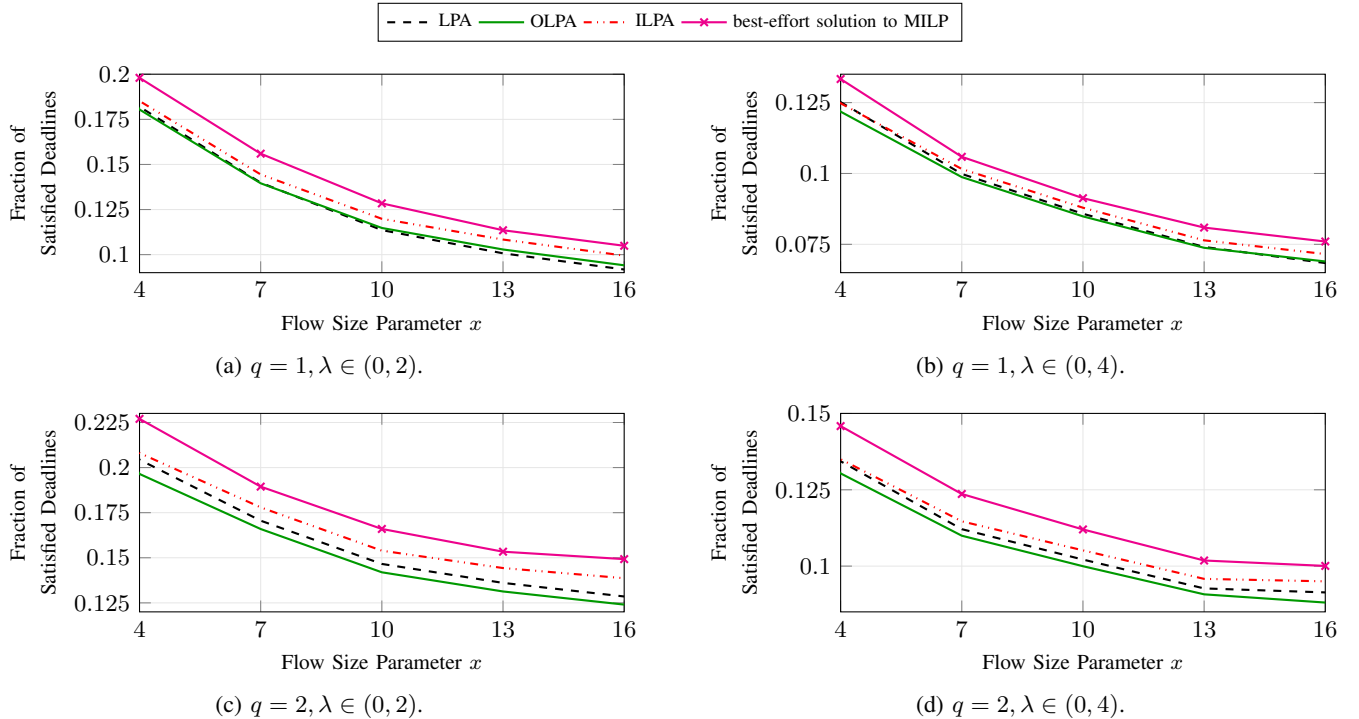 LPA OLPA ILPA best-effort solution to MILP
Fraction of
Satisfied Deadlines
0.2
0.175
0.15
0.125
0.1
4 7 10 13 16
Flow Size Parameter x
(a) q = 1, λ ∈ (0, 2).
Fraction of
Satisfied Deadlines
0.125
0.1
0.075
4 7 10 13 16
Flow Size Parameter x
(b) q = 1, λ ∈ (0, 4).
Fraction of
Satisfied Deadlines
0.225
0.2
0.175
0.15
0.125
4 7 10 13 16
Flow Size Parameter x
(c) q = 2, λ ∈ (0, 2).
Fraction of
Satisfied Deadlines
0.15
0.125
0.1
4 7 10 13 16
Flow Size Parameter x
(d) q = 2, λ ∈ (0, 4).